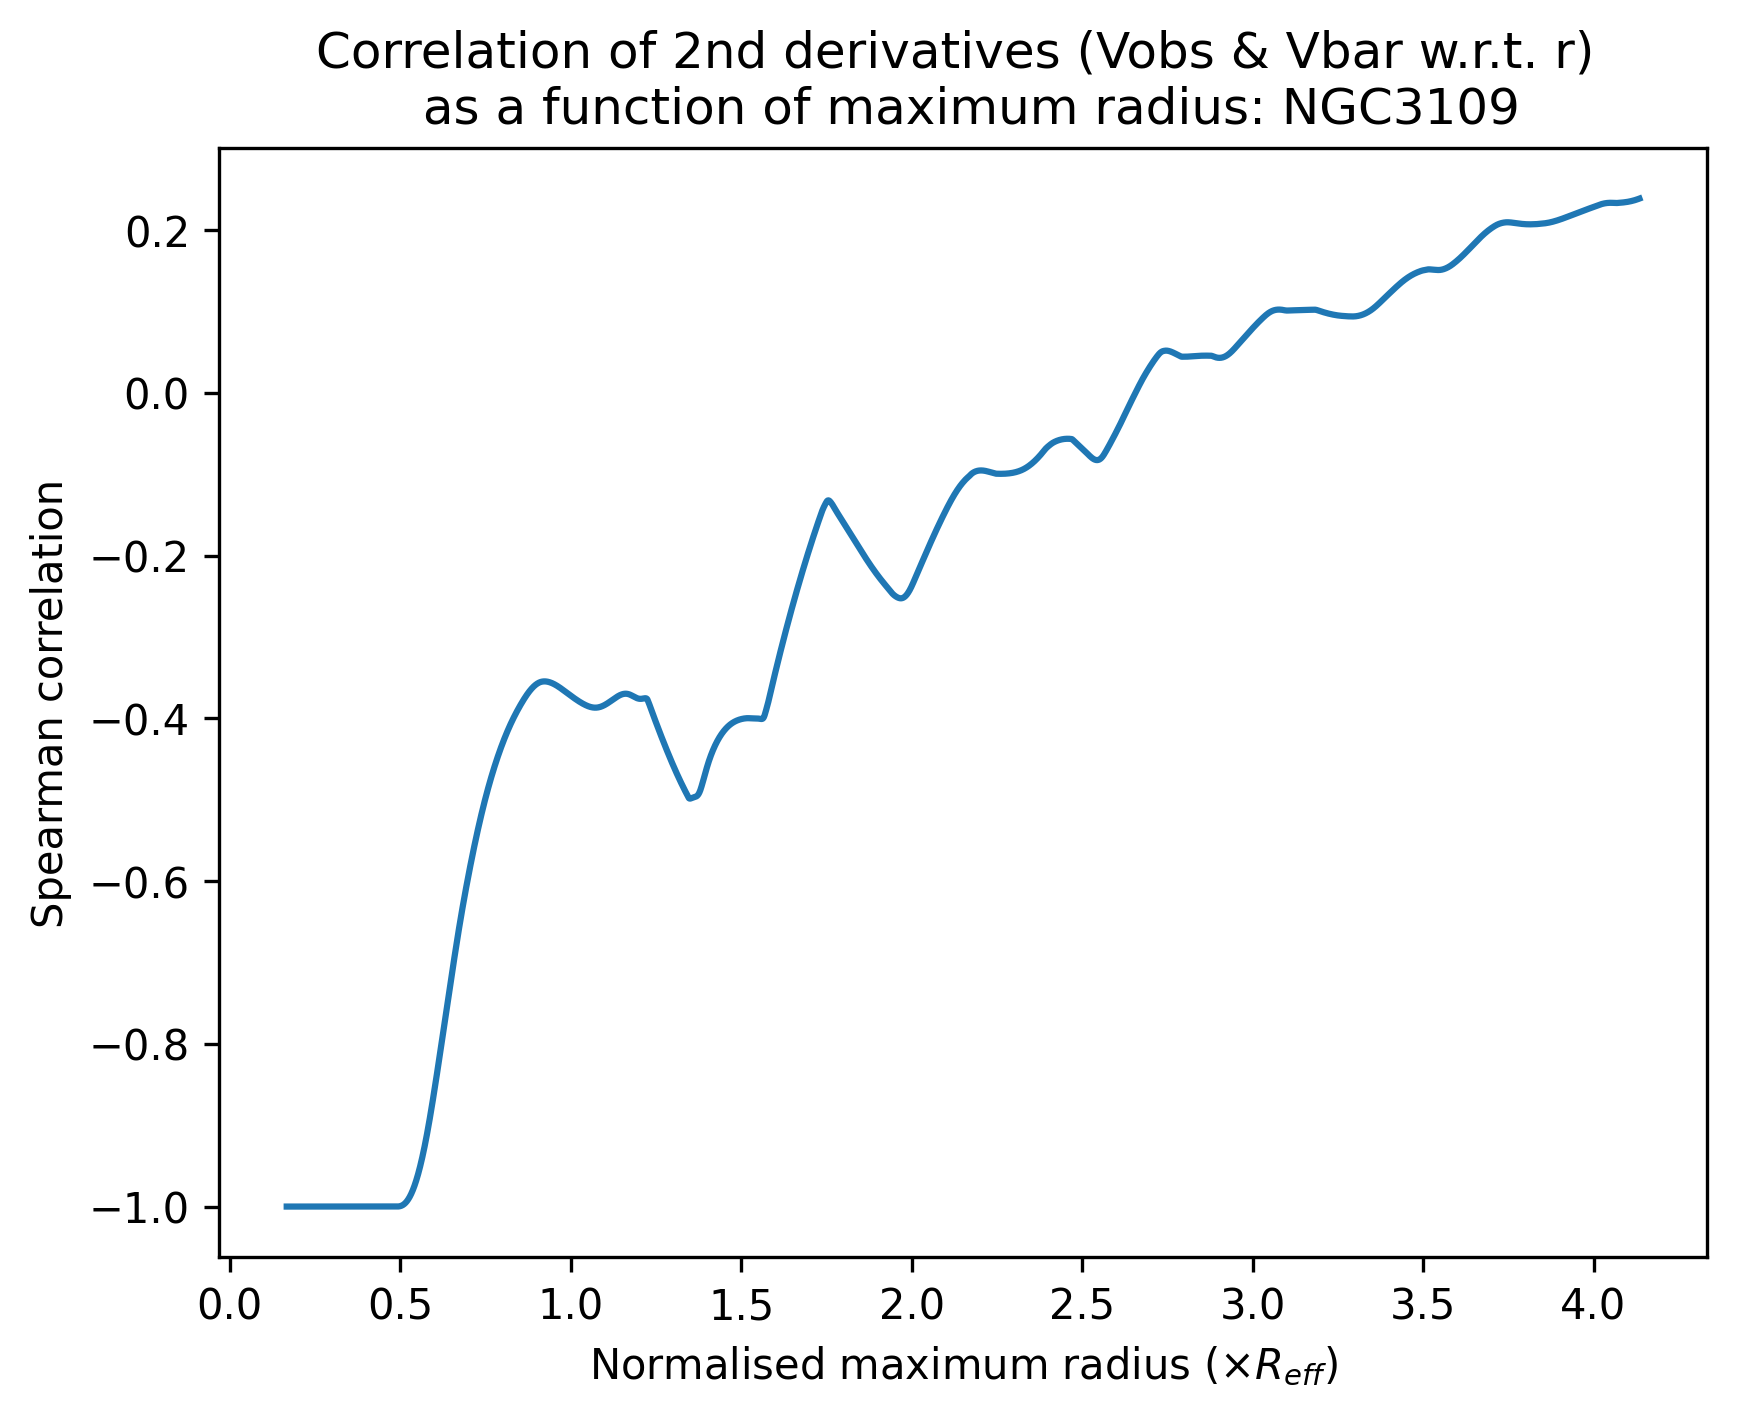 Correlation of 2nd derivatives (Vobs & Vbar w.r.t. r)
as a function of maximum radius: NGC3109
Spearman correlation
0.2
0.0
−0.2
−0.4
−0.6
−0.8
−1.0
0.0 0.5 1.0 1.5 2.0 2.5 3.0 3.5 4.0
Normalised maximum radius (×R_eff)